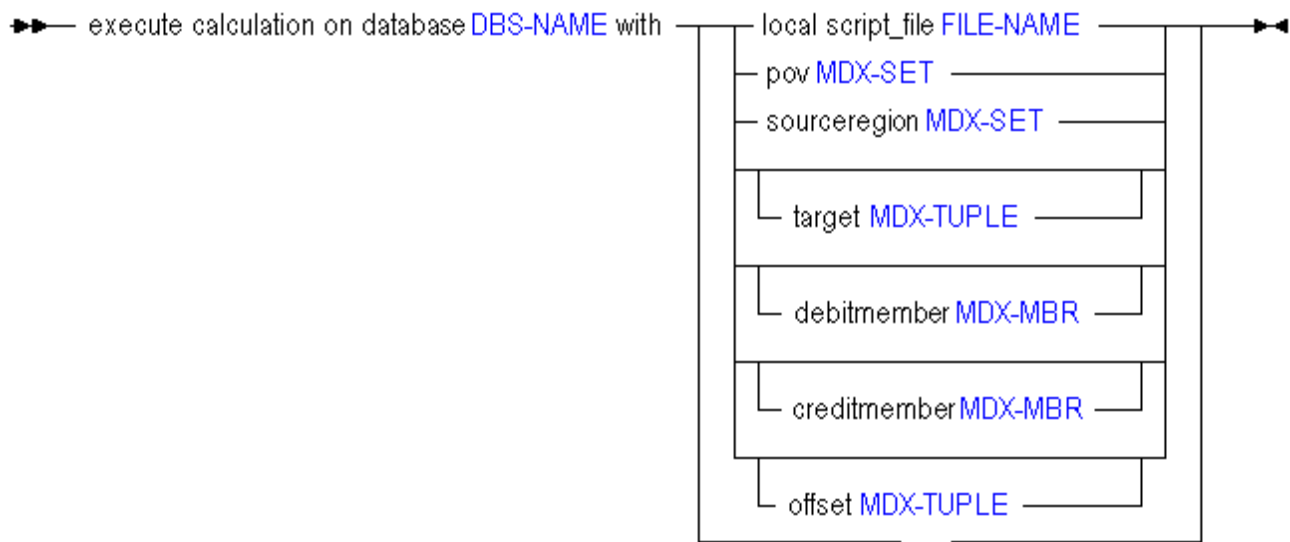 execute calculation on database DBS-NAME with local script_file FILE-NAME
pov MDX-SET
sourceregion MDX-SET
target MDX-TUPLE
debitmember MDX-MBR
creditmember MDX-MBR
offset MDX-TUPLE